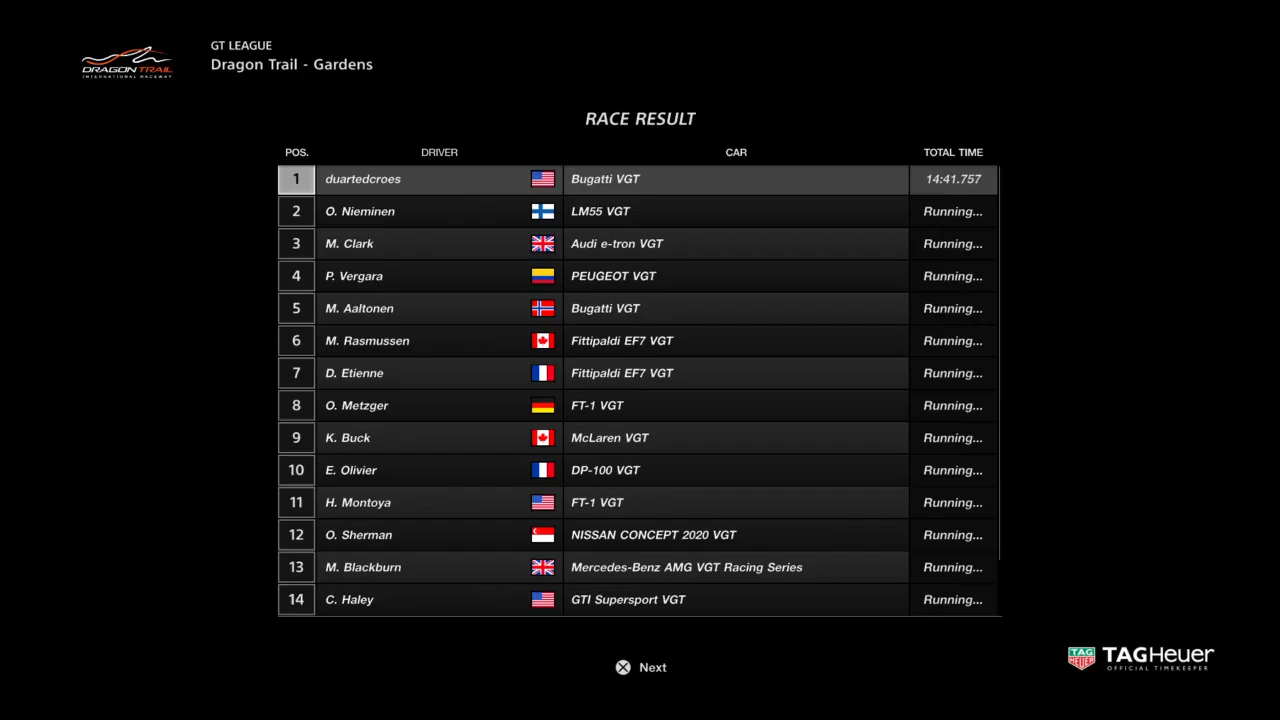 GT LEAGUE
Dragon Trail - Gardens
DRAGON TRAIL
INTERNATIONAL RACEWAY
RACE RESULT
POS. DRIVER CAR TOTAL TIME
1 duartedcroes Bugatti VGT 14:41.757
2 O. Nieminen LM55 VGT Running...
3 M. Clark Audi e-tron VGT Running...
4 P. Vergara PEUGEOT VGT Running...
5 M. Aaltonen Bugatti VGT Running...
6 M. Rasmussen Fittipaldi EF7 VGT Running...
7 D. Etienne Fittipaldi EF7 VGT Running...
8 O. Metzger FT-1 VGT Running...
9 K. Buck McLaren VGT Running...
10 E. Olivier DP-100 VGT Running...
11 H. Montoya FT-1 VGT Running...
12 O. Sherman NISSAN CONCEPT 2020 VGT Running...
13 M. Blackburn Mercedes-Benz AMG VGT Racing Series Running...
14 C. Haley GTI Supersport VGT Running...
Next
TAG HEUER TAGHeuer
OFFICIAL TIMEKEEPER